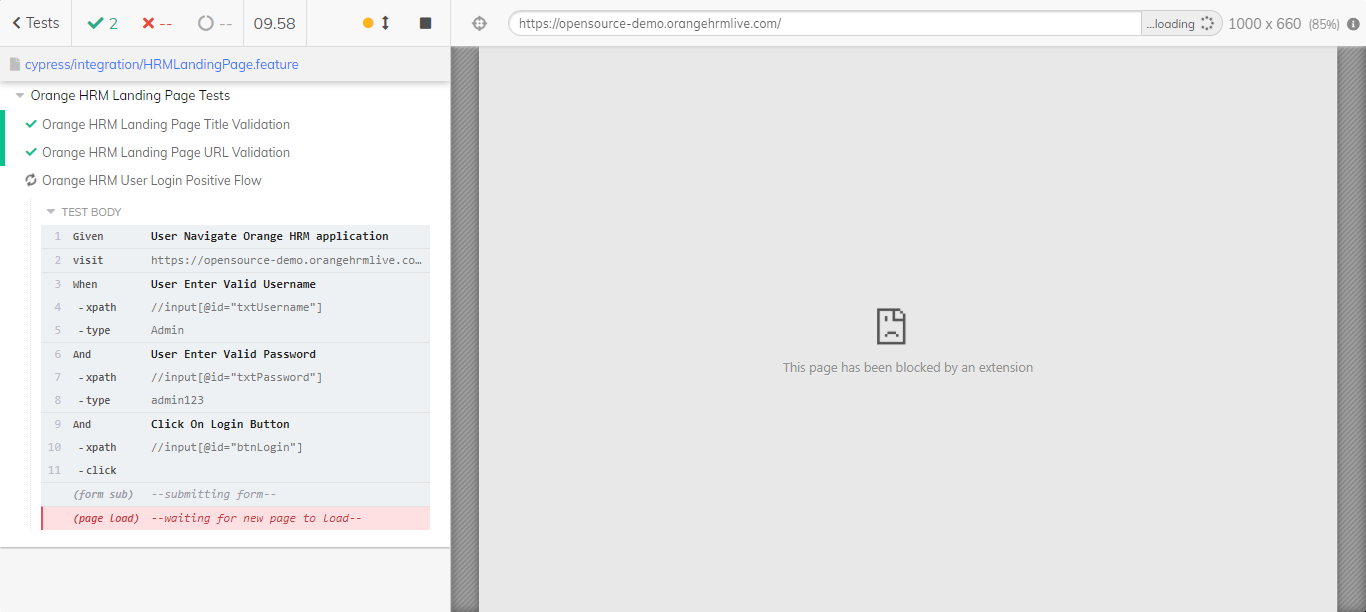 Tests 2 -- -- 09.58
https://opensource-demo.orangehrmlive.com/ ...loading 1000 x 660 (85%)
cypress/integration/HRMLandingPage.feature
Orange HRM Landing Page Tests
Orange HRM Landing Page Title Validation
Orange HRM Landing Page URL Validation
Orange HRM User Login Positive Flow
TEST BODY
1 Given User Navigate Orange HRM application
2 visit https://opensource-demo.orangehrmlive.co…
3 When User Enter Valid Username
4 -xpath //input[@id="txtUsername"]
5 -type Admin
6 And User Enter Valid Password
7 -xpath //input[@id="txtPassword"]
8 -type admin123
9 And Click On Login Button
10 -xpath //input[@id="btnLogin"]
11 -click
(form sub) --submitting form--
(page load) --waiting for new page to load--
This page has been blocked by an extension